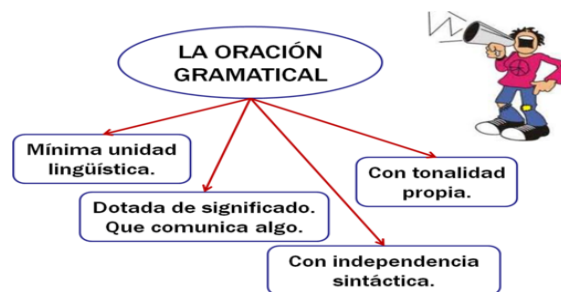 LA ORACIÓN
GRAMATICAL
Mínima unidad
lingüística.
Dotada de significado.
Que comunica algo.
Con independencia
sintáctica.
Con tonalidad
propia.